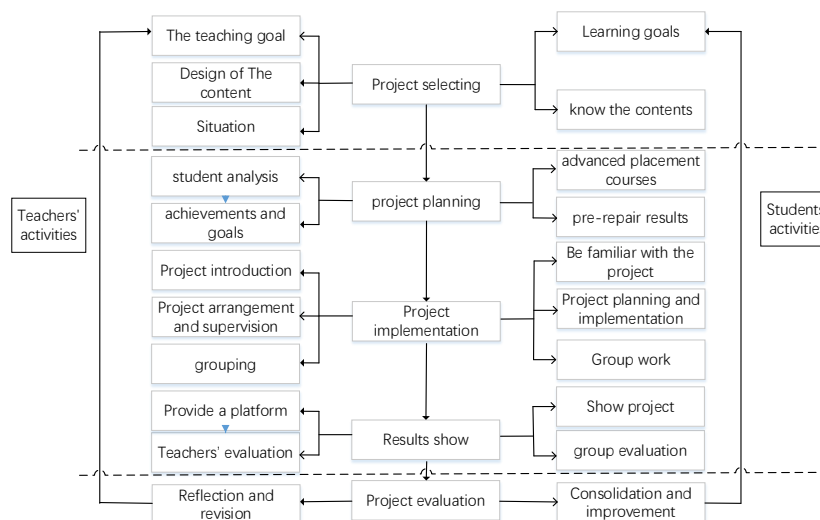 The teaching goal
Learning goals
Design of The
content
Project selecting
Situation
know the contents
student analysis
advanced placement
courses
achievements and
goals
project planning
pre-repair results
Teachers'
activities
Students
activitie
Project introduction
Be familiar with the
project
Project arrangement
and supervision
Project
implementation
Project planning and
implementation
grouping
Group work
Provide a platform
Show project
Teachers' evaluation
Results show
group evaluation
Reflection and
revision
Project evaluation
Consolidation and
improvement